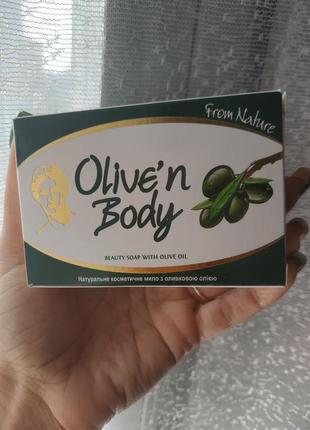 From Nature
Olive'n
Body
BEAUTY SOAP WITH OLIVE OIL
Натуральне косметичне мило з оливковою олією